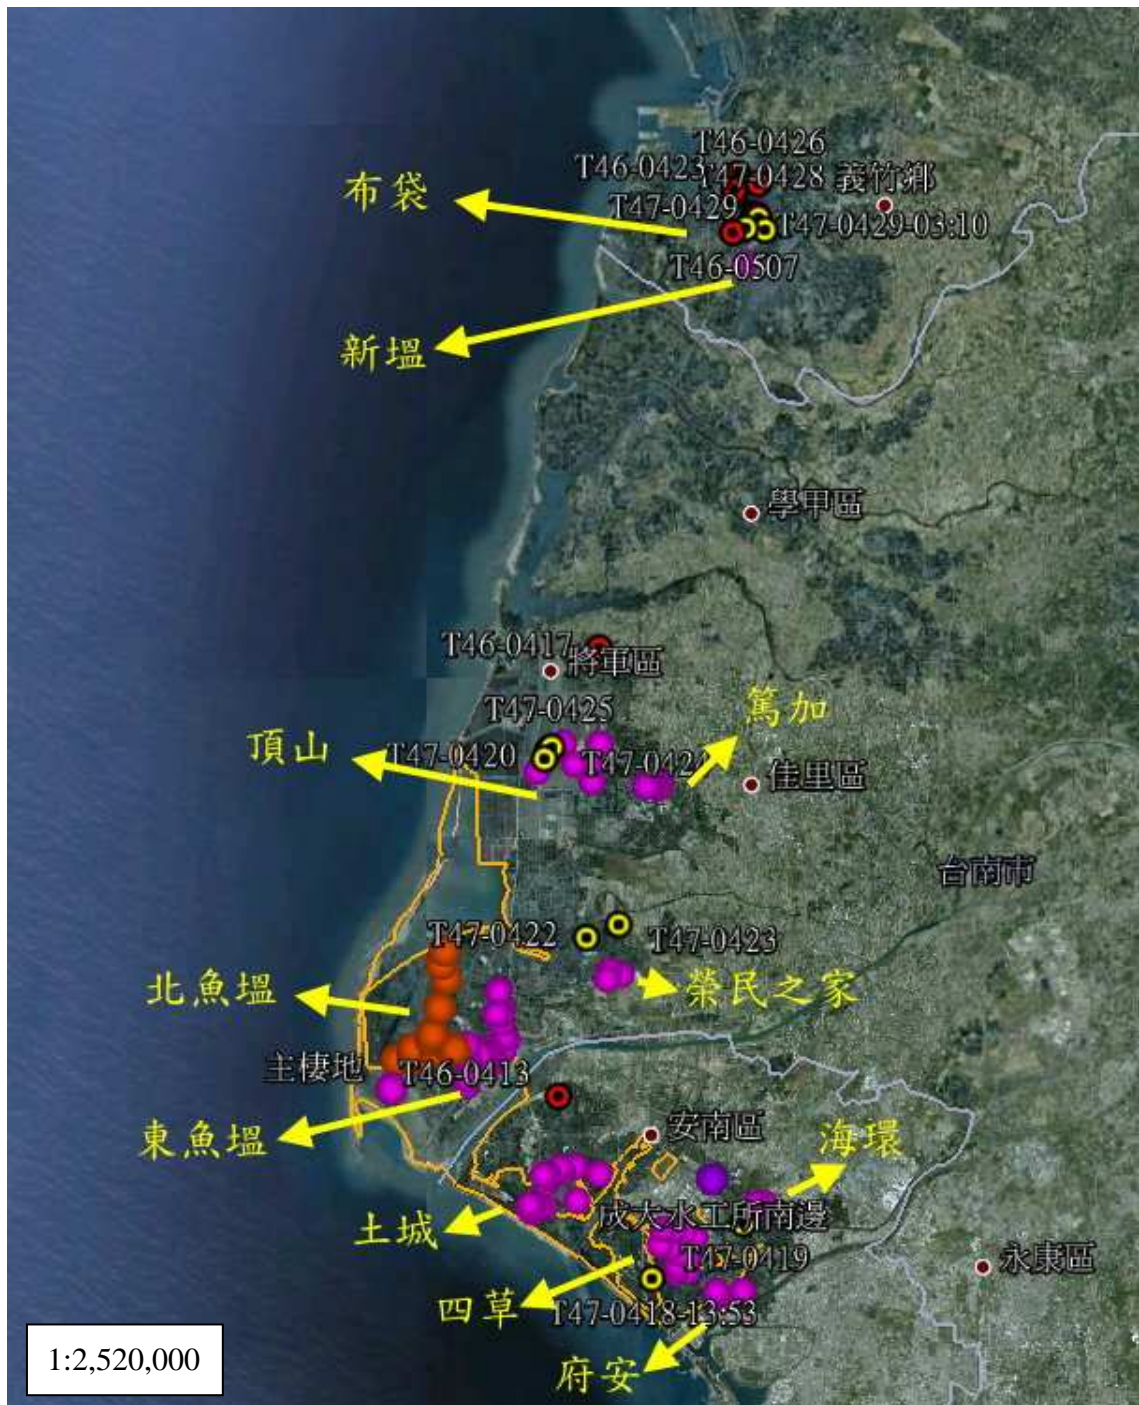 T46-0426
T46-0423
T47-0428
義竹鄉
布袋
T47-0429
T47-0429-03:10
T46-0507
新塭
學甲區
T46-0417
將軍區
篤加
T47-0425
頂山
T47-0420
T47-0421
佳里區
台南市
T47-0422
T47-0423
北魚塭
榮民之家
主棲地
T46-0413
東魚塭
安南區
海環
土城
成大水工所南邊
T47-0419
永康區
四草
T47-0418-13:53
府安
1:2,520,000